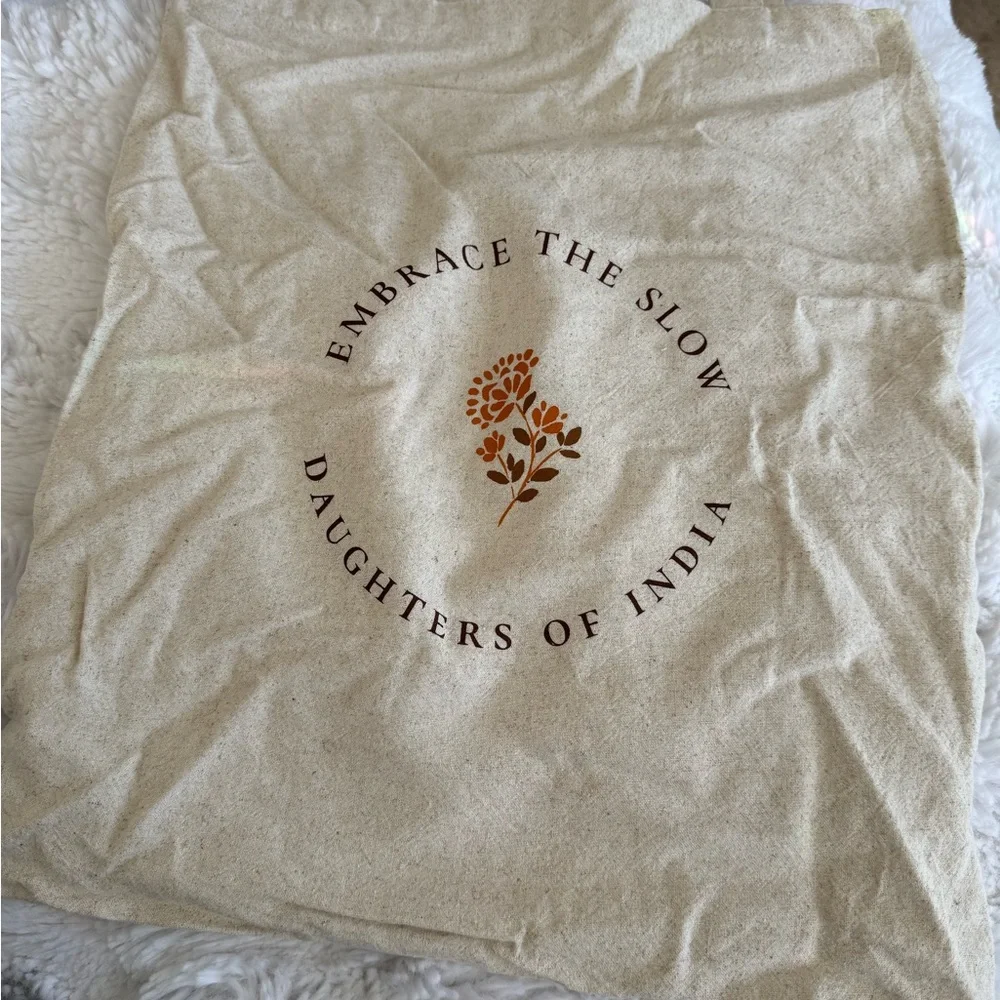 EMBRACE THE SLOW
DAUGHTERS OF INDIA